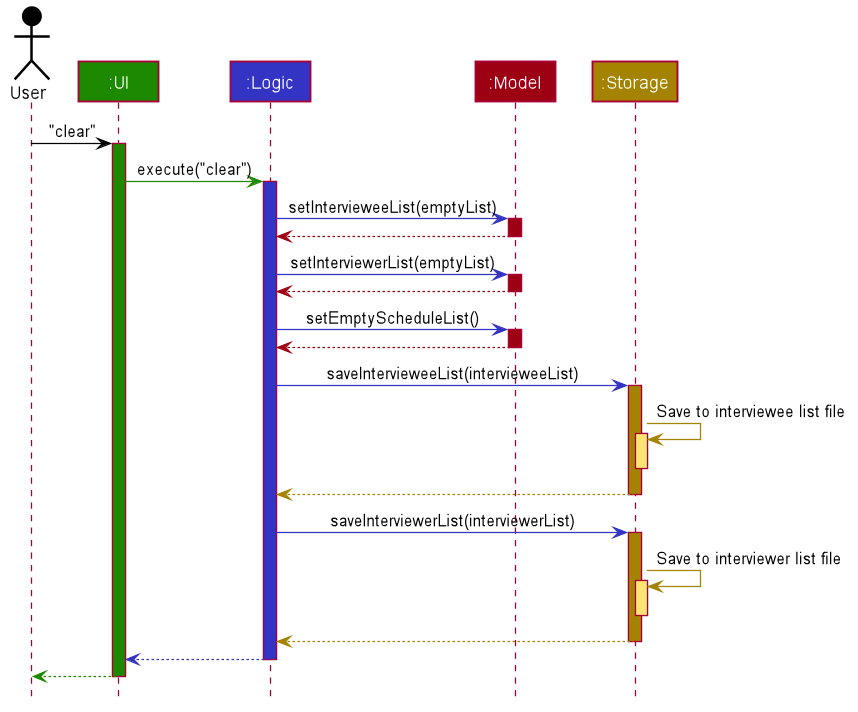 User
:UI
:Logic
:Model
:Storage
"clear"
execute("clear")
setIntervieweeList(emptyList)
setInterviewerList(emptyList)
setEmptyScheduleList()
saveIntervieweeList(intervieweeList)
Save to interviewee list file
saveInterviewerList(interviewerList)
Save to interviewer list file